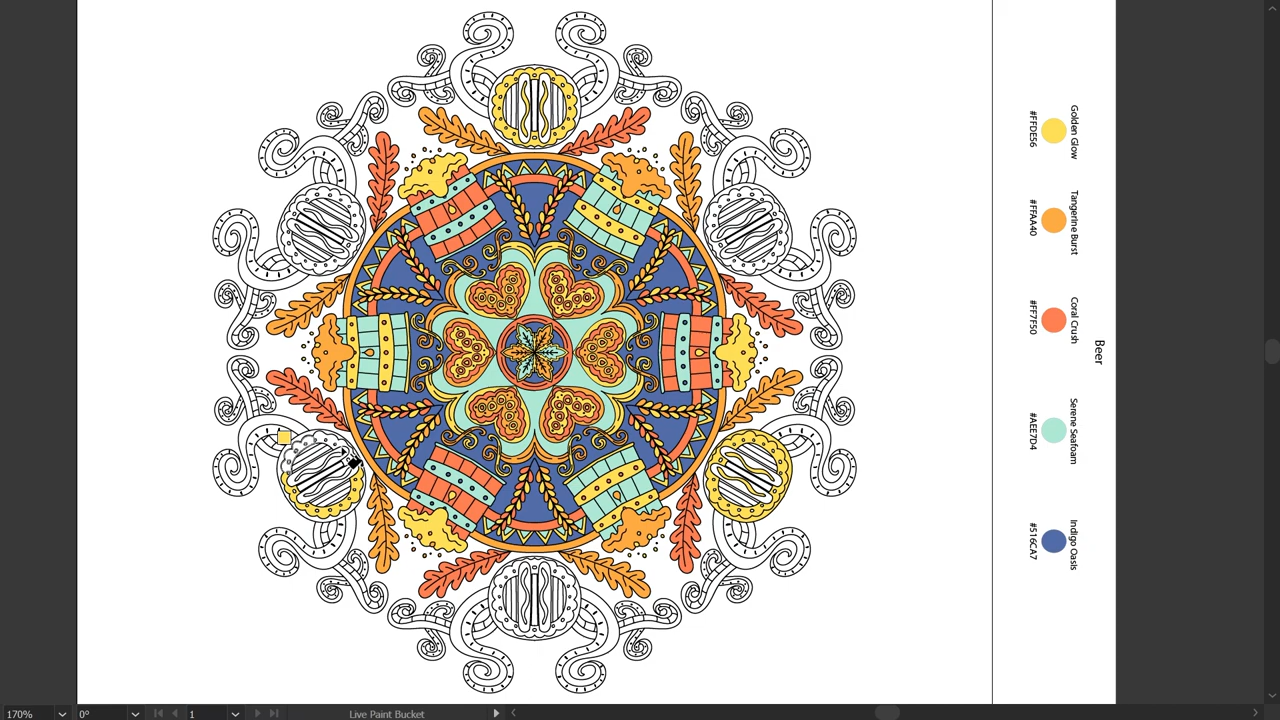 Golden Glow
#FFDE56
Tangerine Burst
#FFAA40
Coral Crush
#FF7F50
Beer
Serene Seafoam
#AEE7D4
Indigo Oasis
#516CA7
170%
0°
1
Live Paint Bucket